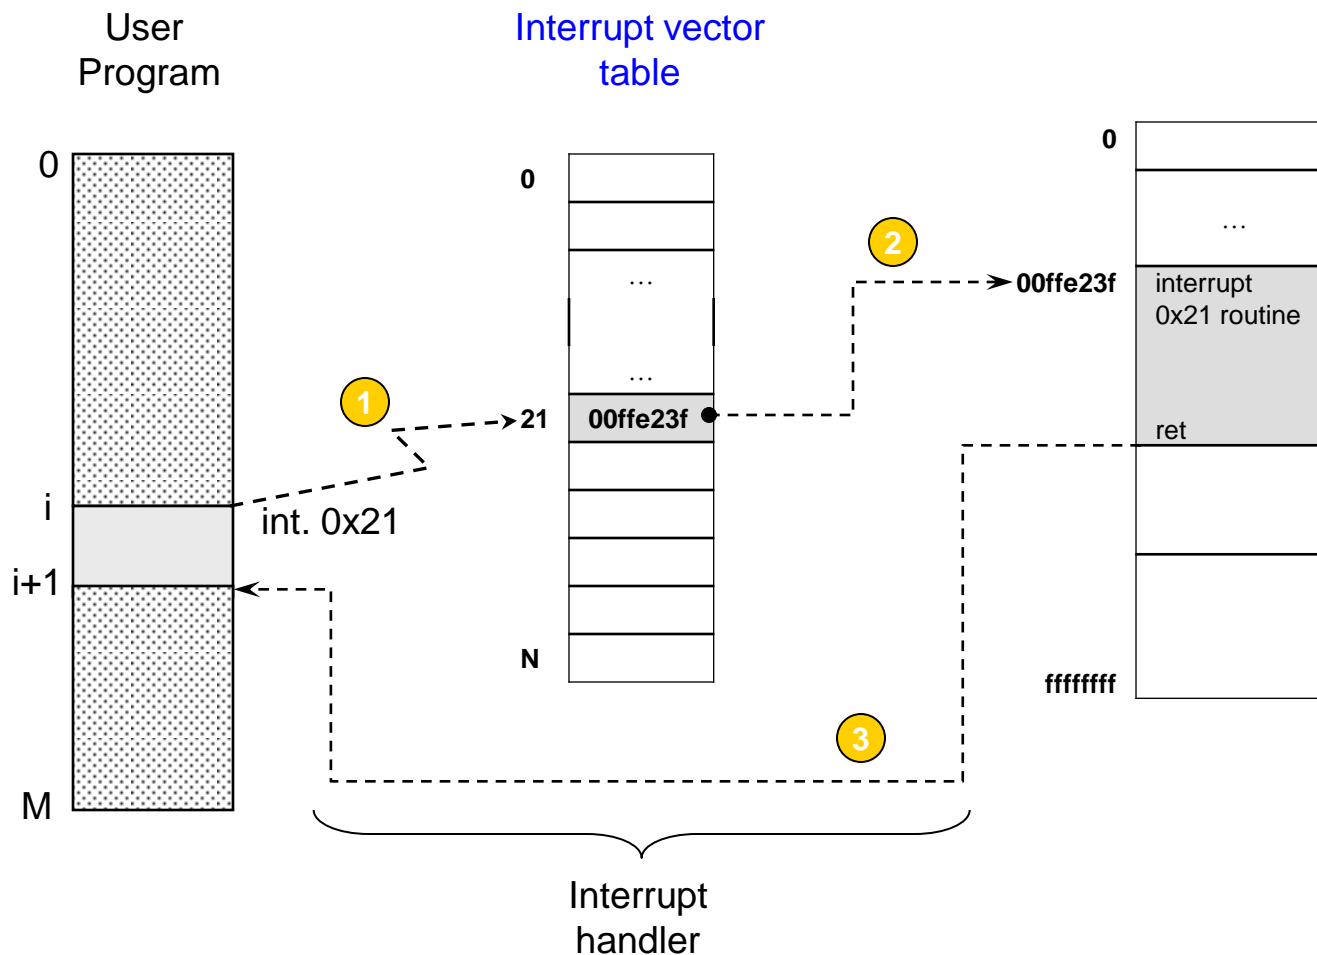 User
Program
Interrupt vector
table
0
0
0
…
…
2
00ffe23f
interrupt
0x21 routine
…
1
21
00ffe23f
ret
i
int. 0x21
i+1
N
ffffffff
3
M
Interrupt
handler